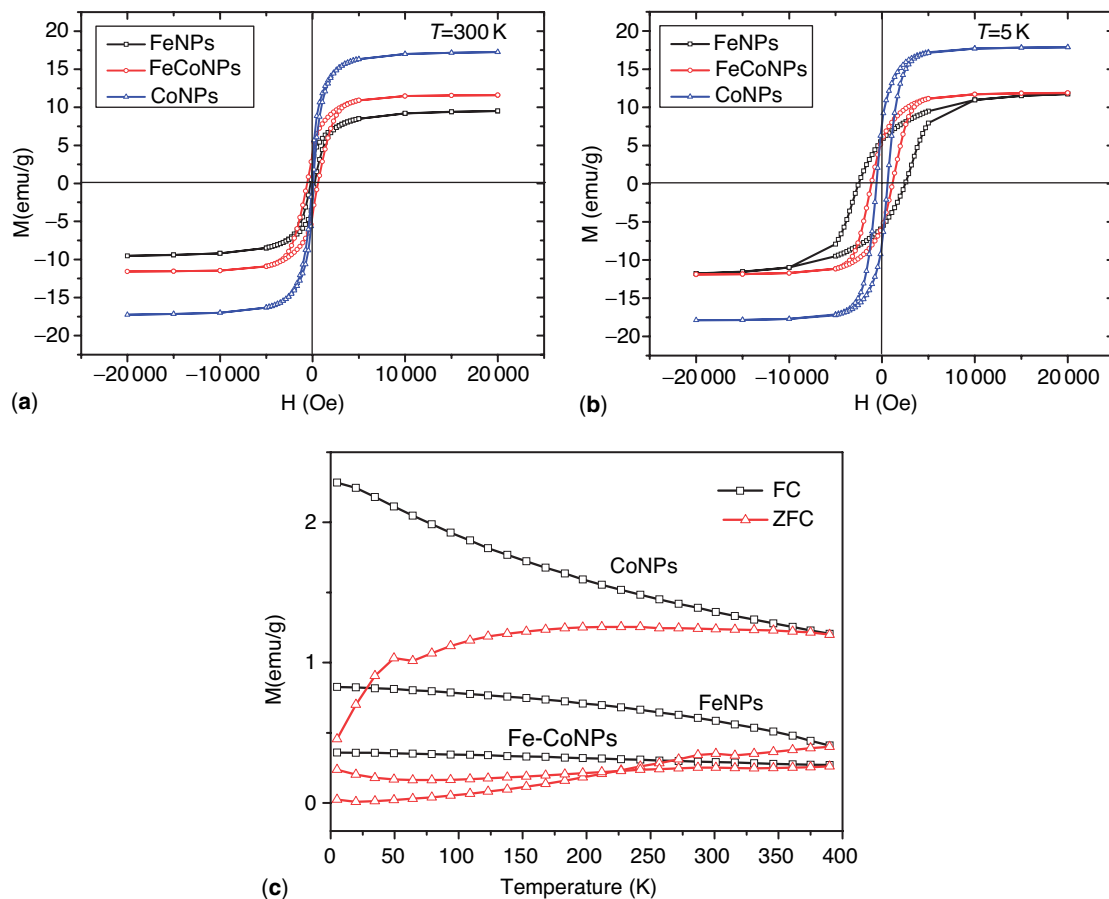 T=300 K
FeNPs
FeCoNPs
CoNPs
20
15
10
5
0
−5
−10
−15
−20
M(emu/g)
−20 000 −10 000 0 10 000 20 000
H (Oe)
(a)
T=5 K
FeNPs
FeCoNPs
CoNPs
20
15
10
5
0
−5
−10
−15
−20
M (emu/g)
−20 000 −10 000 0 10 000 20 000
H (Oe)
(b)
FC
ZFC
CoNPs
FeNPs
Fe-CoNPs
2
1
0
M(emu/g)
0 50 100 150 200 250 300 350 400
Temperature (K)
(c)